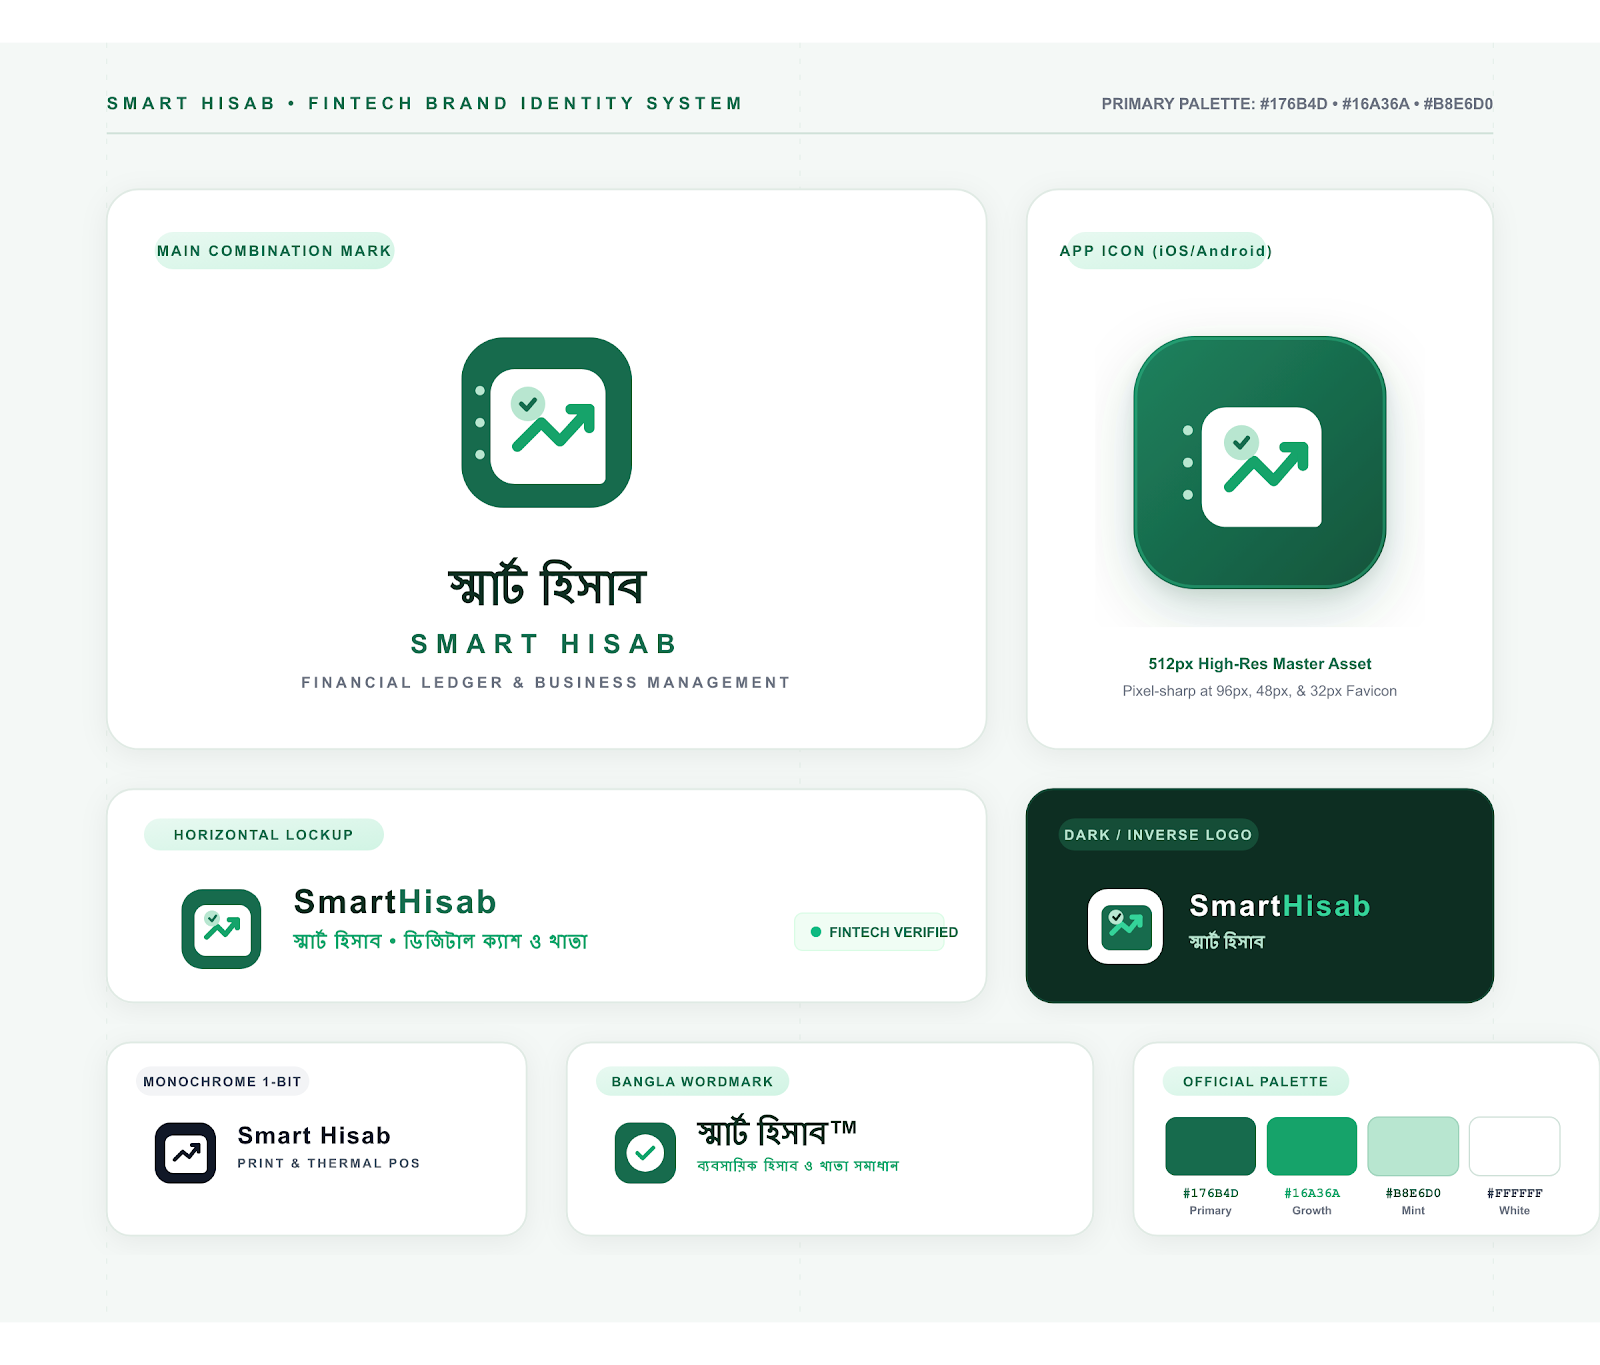 SMART HISAB • FINTECH BRAND IDENTITY SYSTEM
PRIMARY PALETTE: #176B4D • #16A36A • #B8E6D0
MAIN COMBINATION MARK
স্মার্ট হিসাব
SMART HISAB
FINANCIAL LEDGER & BUSINESS MANAGEMENT
APP ICON (iOS/Android)
512px High-Res Master Asset
Pixel-sharp at 96px, 48px, & 32px Favicon
HORIZONTAL LOCKUP
SmartHisab
স্মার্ট হিসাব • ডিজিটাল ক্যাশ ও খাতা
FINTECH VERIFIED
DARK / INVERSE LOGO
SmartHisab
স্মার্ট হিসাব
MONOCHROME 1-BIT
Smart Hisab
PRINT & THERMAL POS
BANGLA WORDMARK
স্মার্ট হিসাব™
ব্যবসায়িক হিসাব ও খাতা সমাধান
OFFICIAL PALETTE
#176B4D #16A36A #B8E6D0 #FFFFFF
Primary Growth Mint White